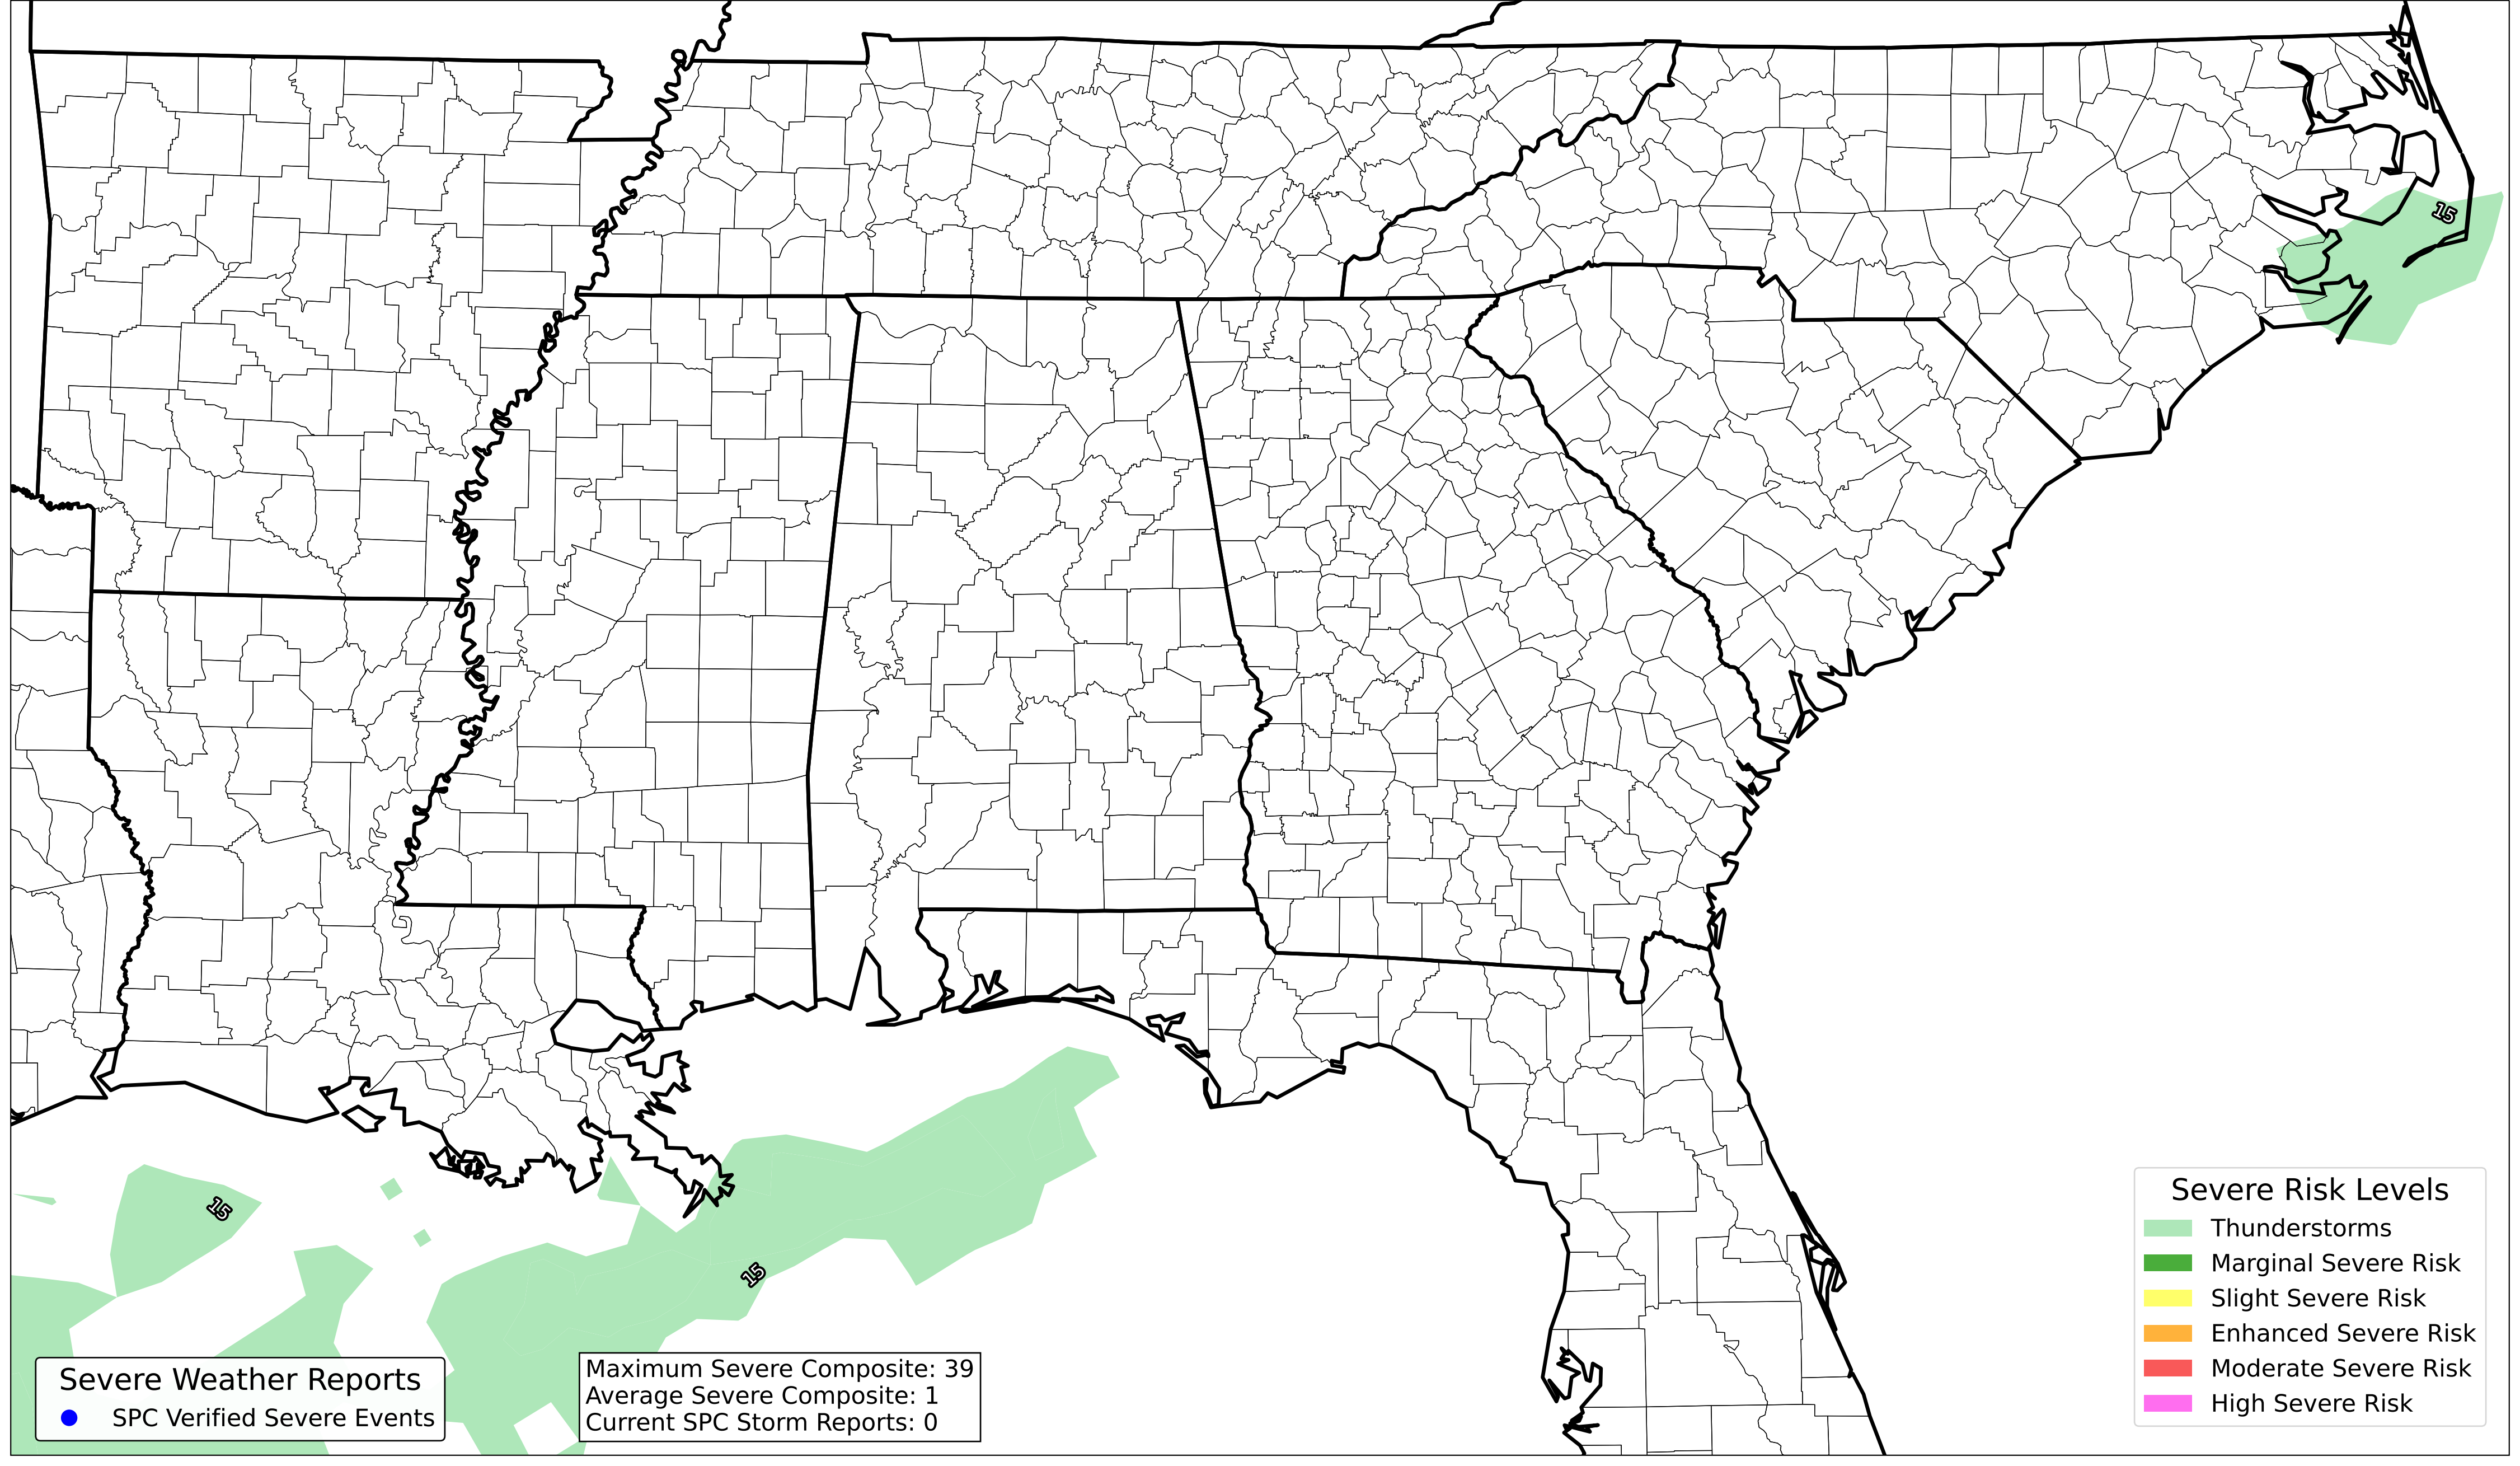 15
15
15
Severe Weather Reports
SPC Verified Severe Events
Maximum Severe Composite: 39
Average Severe Composite: 1
Current SPC Storm Reports: 0
Severe Risk Levels
Thunderstorms
Marginal Severe Risk
Slight Severe Risk
Enhanced Severe Risk
Moderate Severe Risk
High Severe Risk